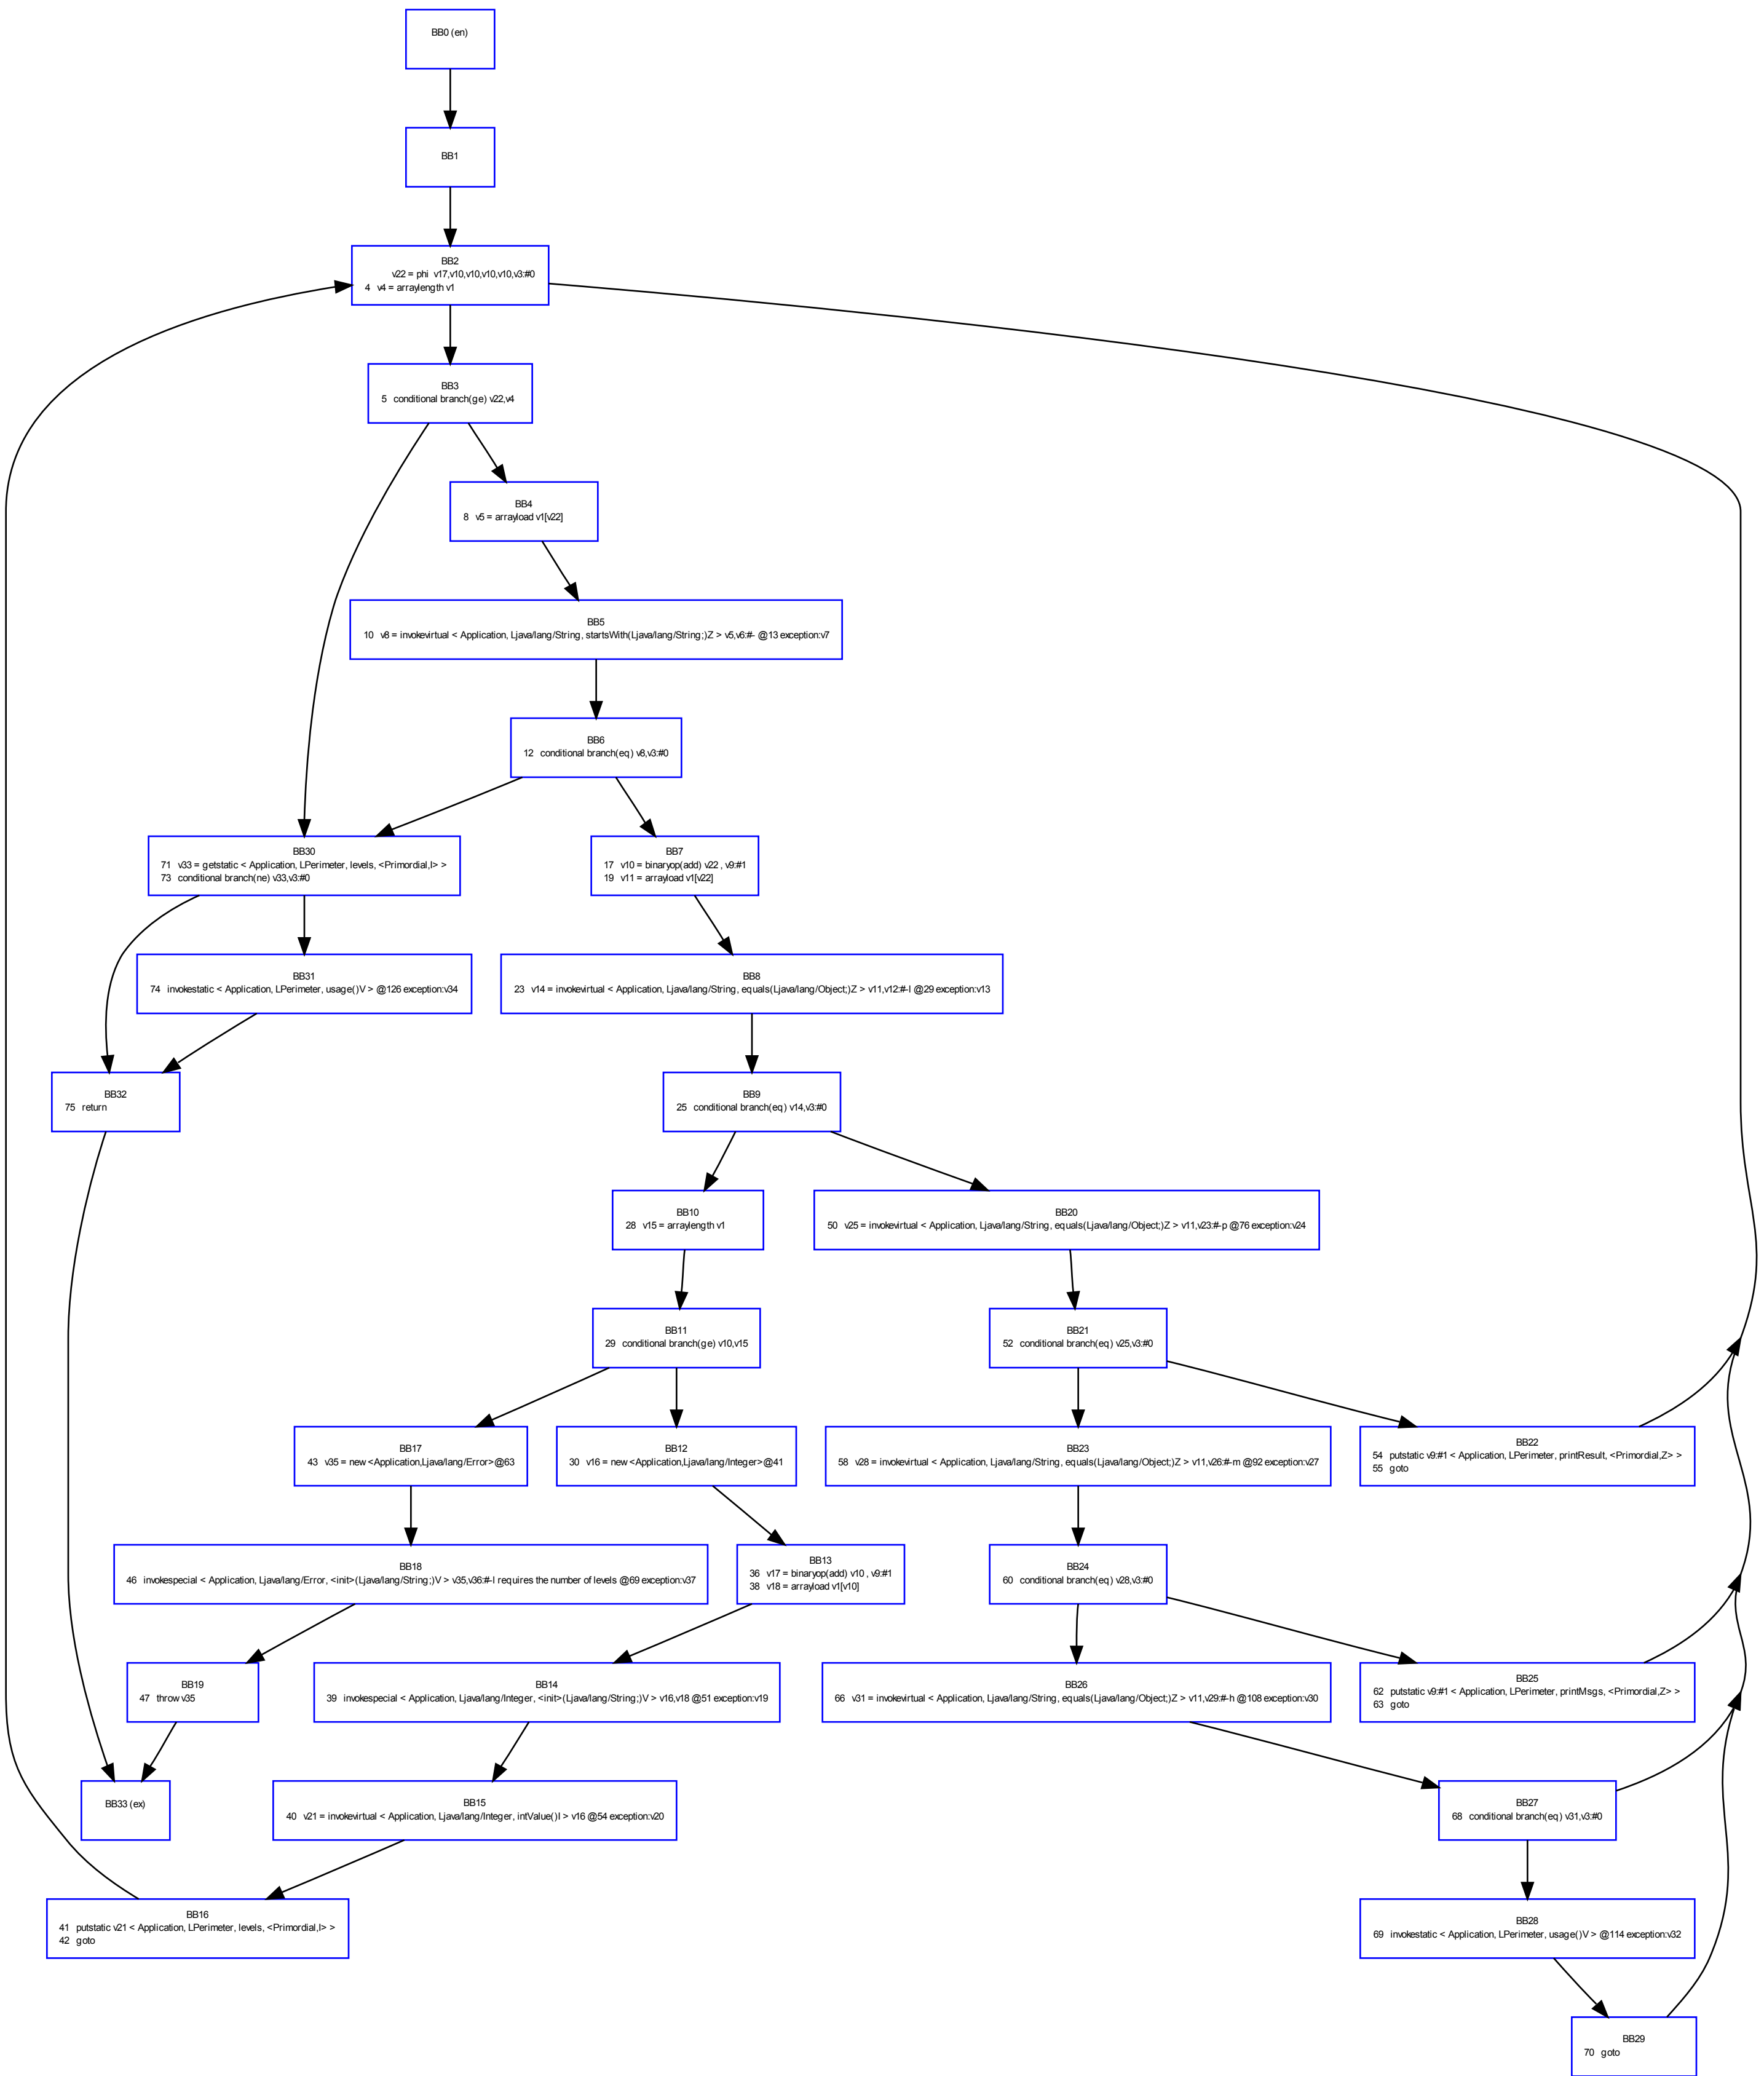 BB0 (en)
BB1
BB2
v22 = phi  v17,v10,v10,v10,v10,v3:#0
4   v4 = arraylength v1
BB3
5   conditional branch(ge) v22,v4
BB4
8   v5 = arrayload v1[v22]
BB5
10   v8 = invokevirtual < Application, Ljava/lang/String, startsWith(Ljava/lang/String;)Z > v5,v6:#- @13 exception:v7
BB6
12   conditional branch(eq) v8,v3:#0
BB30
71   v33 = getstatic < Application, LPerimeter, levels, <Primordial,I> >
73   conditional branch(ne) v33,v3:#0
BB7
17   v10 = binaryop(add) v22 , v9:#1
19   v11 = arrayload v1[v22]
BB31
74   invokestatic < Application, LPerimeter, usage()V > @126 exception:v34
BB8
23   v14 = invokevirtual < Application, Ljava/lang/String, equals(Ljava/lang/Object;)Z > v11,v12:#-l @29 exception:v13
BB32
75   return
BB9
25   conditional branch(eq) v14,v3:#0
BB10
28   v15 = arraylength v1
BB20
50   v25 = invokevirtual < Application, Ljava/lang/String, equals(Ljava/lang/Object;)Z > v11,v23:#-p @76 exception:v24
BB11
29   conditional branch(ge) v10,v15
BB21
52   conditional branch(eq) v25,v3:#0
BB17
43   v35 = new <Application,Ljava/lang/Error>@63
BB12
30   v16 = new <Application,Ljava/lang/Integer>@41
BB23
58   v28 = invokevirtual < Application, Ljava/lang/String, equals(Ljava/lang/Object;)Z > v11,v26:#-m @92 exception:v27
BB22
54   putstatic v9:#1 < Application, LPerimeter, printResult, <Primordial,Z> >
55   goto
BB18
46   invokespecial < Application, Ljava/lang/Error, <init>(Ljava/lang/String;)V > v35,v36:#-l requires the number of levels @69 exception:v37
BB13
36   v17 = binaryop(add) v10 , v9:#1
38   v18 = arrayload v1[v10]
BB24
60   conditional branch(eq) v28,v3:#0
BB19
47   throw v35
BB14
39   invokespecial < Application, Ljava/lang/Integer, <init>(Ljava/lang/String;)V > v16,v18 @51 exception:v19
BB26
66   v31 = invokevirtual < Application, Ljava/lang/String, equals(Ljava/lang/Object;)Z > v11,v29:#-h @108 exception:v30
BB25
62   putstatic v9:#1 < Application, LPerimeter, printMsgs, <Primordial,Z> >
63   goto
BB33 (ex)
BB15
40   v21 = invokevirtual < Application, Ljava/lang/Integer, intValue()I > v16 @54 exception:v20
BB27
68   conditional branch(eq) v31,v3:#0
BB16
41   putstatic v21 < Application, LPerimeter, levels, <Primordial,I> >
42   goto
BB28
69   invokestatic < Application, LPerimeter, usage()V > @114 exception:v32
BB29
70   goto